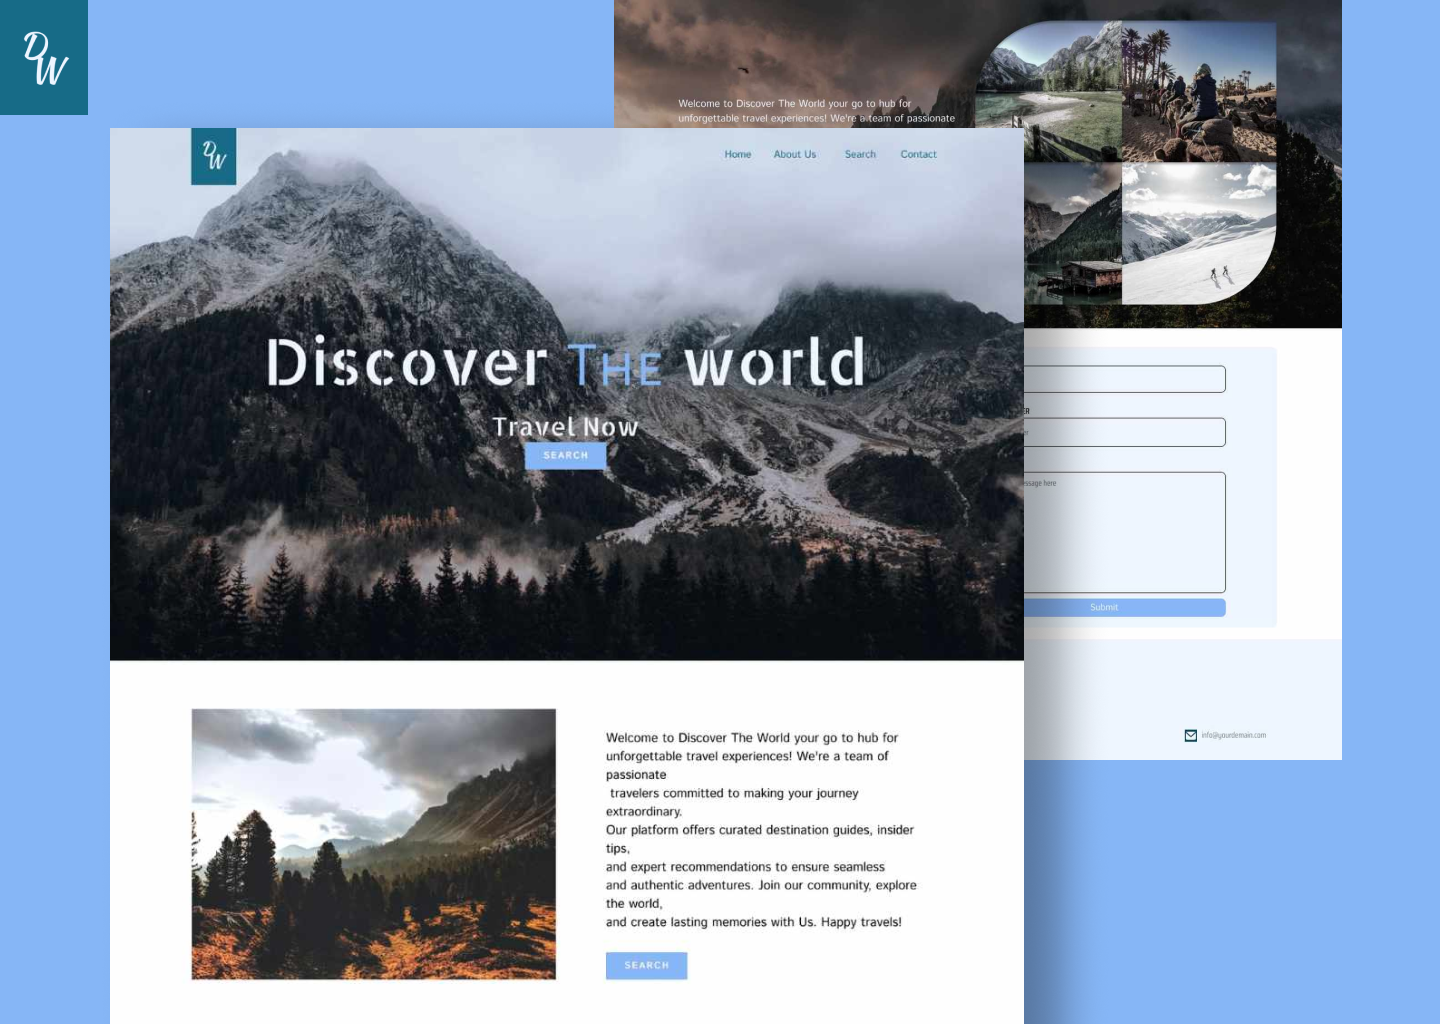 DW
Welcome to Discover The World your go to hub for
unforgettable travel experiences! We're a team of passionate
DW
Home About Us Search Contact
Discover THE world
Travel Now
SEARCH
ER
essage here
Submit
info@yourdemain.com
Welcome to Discover The World your go to hub for
unforgettable travel experiences! We're a team of
passionate
travelers committed to making your journey
extraordinary.
Our platform offers curated destination guides, insider
tips,
and expert recommendations to ensure seamless
and authentic adventures. Join our community, explore
the world,
and create lasting memories with Us. Happy travels!
SEARCH